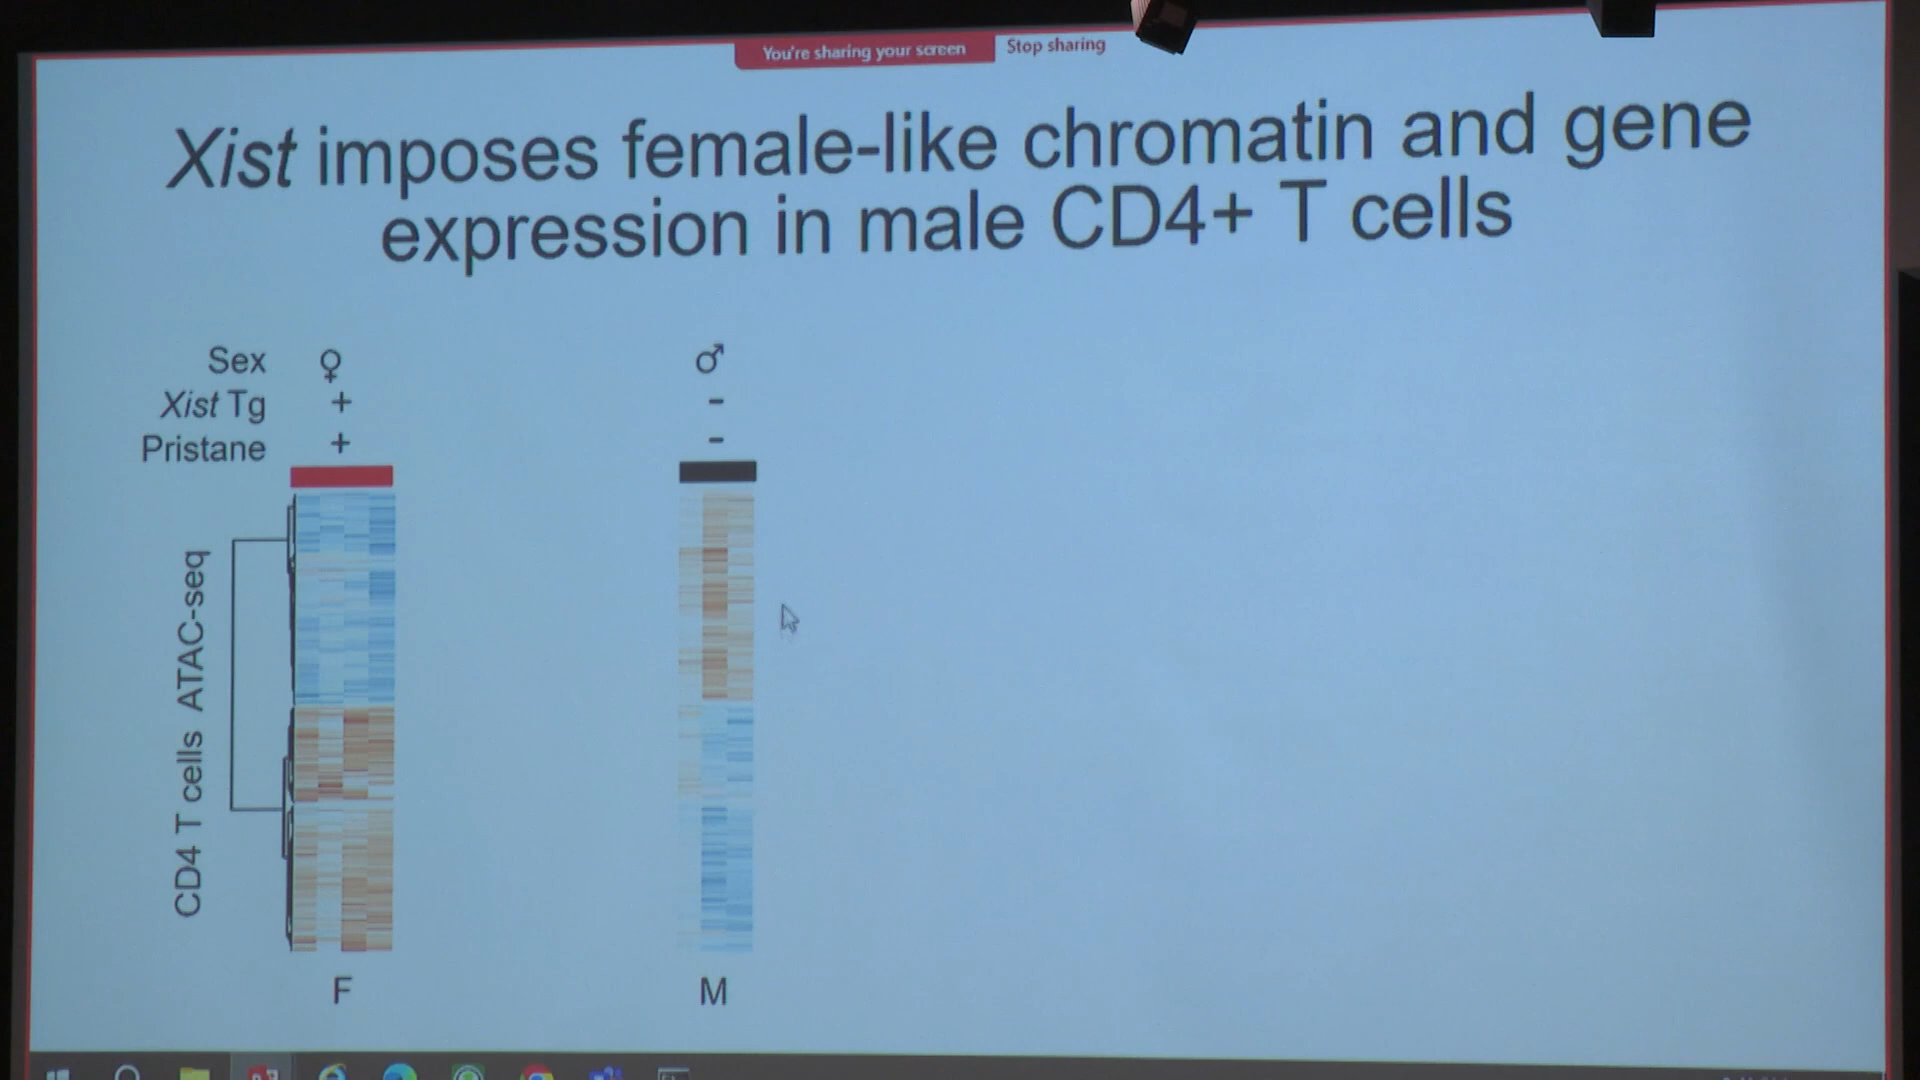 You're sharing your screen Stop sharing
Xist imposes female-like chromatin and gene
expression in male CD4+ T cells
Sex ♀ ♂
Xist Tg + -
Pristane + -
CD4 T cells ATAC-seq
F M